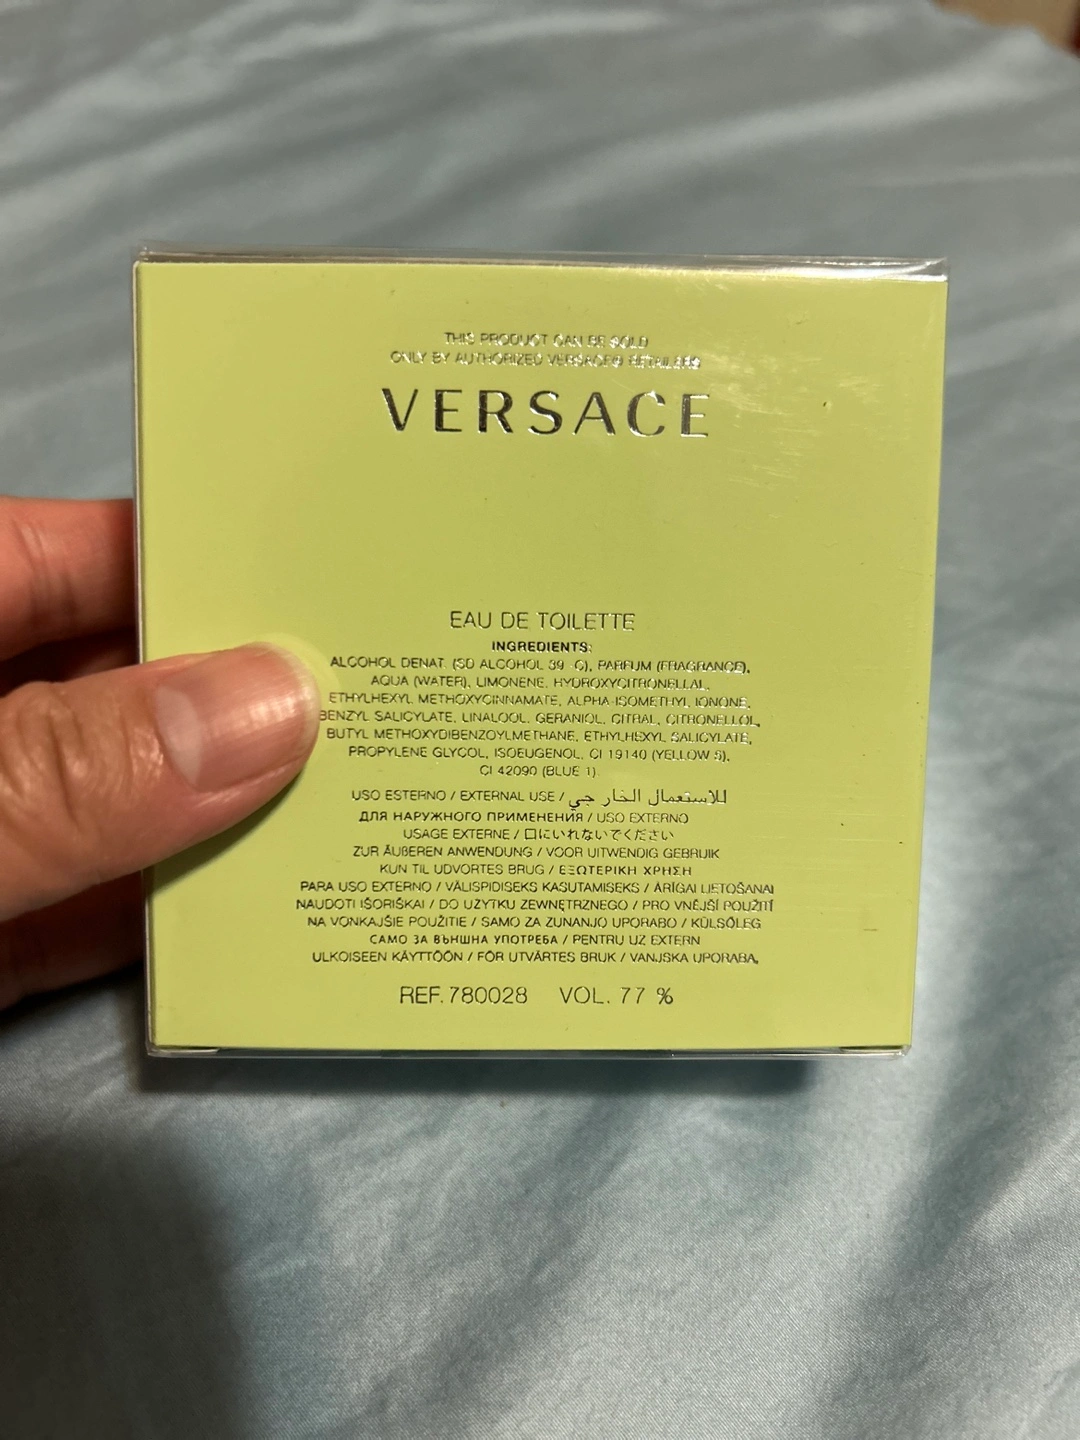 THIS PRODUCT CAN BE SOLD
ONLY BY AUTHORIZED VERSACE® RETAILERS
VERSACE
EAU DE TOILETTE
INGREDIENTS:
ALCOHOL DENAT. (SD ALCOHOL 39 -C), PARFUM (FRAGRANCE),
AQUA (WATER), LIMONENE, HYDROXYCITRONELLAL,
ETHYLHEXYL METHOXYCINNAMATE, ALPHA-ISOMETHYL IONONE,
BENZYL SALICYLATE, LINALOOL, GERANIOL, CITRAL, CITRONELLOL,
BUTYL METHOXYDIBENZOYLMETHANE, ETHYLHEXYL SALICYLATE,
PROPYLENE GLYCOL, ISOEUGENOL, CI 19140 (YELLOW 5),
CI 42090 (BLUE 1).
USO ESTERNO / EXTERNAL USE / للاستعمال الخارجي
ДЛЯ НАРУЖНОГО ПРИМЕНЕНИЯ / USO EXTERNO
USAGE EXTERNE / 口にいれないでください
ZUR ÄUßEREN ANWENDUNG / VOOR UITWENDIG GEBRUIK
KUN TIL UDVORTES BRUG / ΕΞΩΤΕΡΙΚΗ ΧΡΗΣΗ
PARA USO EXTERNO / VÄLISPIDISEKS KASUTAMISEKS / ĀRĪGAI LIETOŠANAI
NAUDOTI IŠORIŠKAI / DO UŻYTKU ZEWNĘTRZNEGO / PRO VNĚJŠÍ POUŽITÍ
NA VONKAJŠIE POUŽITIE / SAMO ZA ZUNANJO UPORABO / KÜLSŐLEG
САМО ЗА ВЪНШНА УПОТРЕБА / PENTRU UZ EXTERN
ULKOISEEN KÄYTTÖÖN / FÖR UTVÄRTES BRUK / VANJSKA UPORABA.
REF. 780028 VOL. 77 %